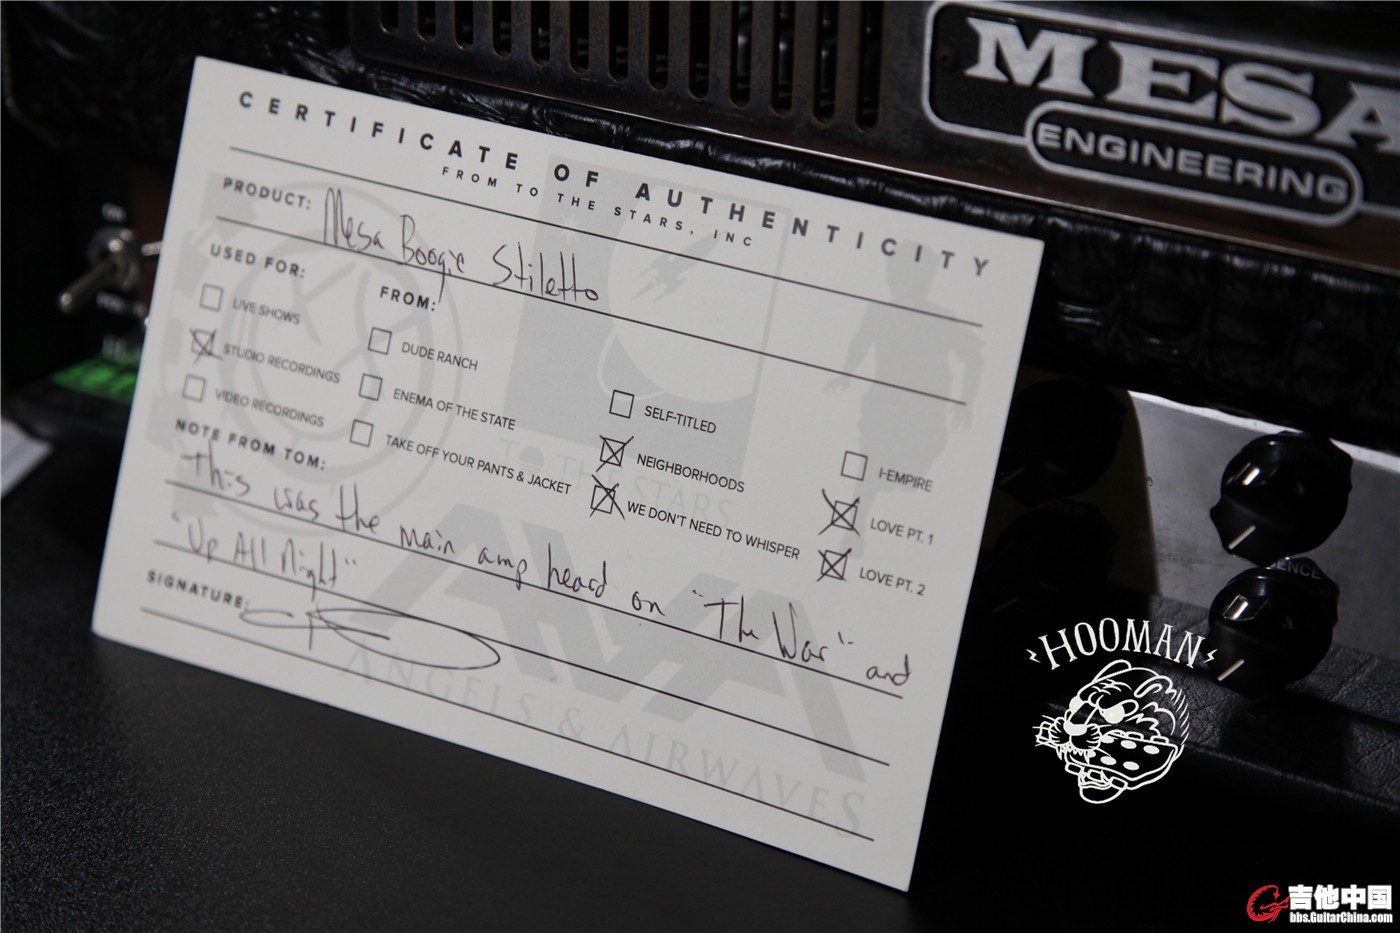 MESA
ENGINEERING
CERTIFICATE OF AUTHENTICITY
FROM TO THE STARS, INC
PRODUCT: Mesa Boogie Stiletto
USED FOR:
LIVE SHOWS
STUDIO RECORDINGS
VIDEO RECORDINGS
FROM:
DUDE RANCH
ENEMA OF THE STATE
TAKE OFF YOUR PANTS & JACKET
SELF-TITLED
NEIGHBORHOODS
WE DON'T NEED TO WHISPER
I-EMPIRE
LOVE PT. 1
LOVE PT. 2
NOTE FROM TOM:
This was the main amp heard on "The War" and
"Up All Night"
SIGNATURE:
TO THE STARS
AVA
ANGELS & AIRWAVES
HOOMAN
吉他中国
bbs.GuitarChina.com